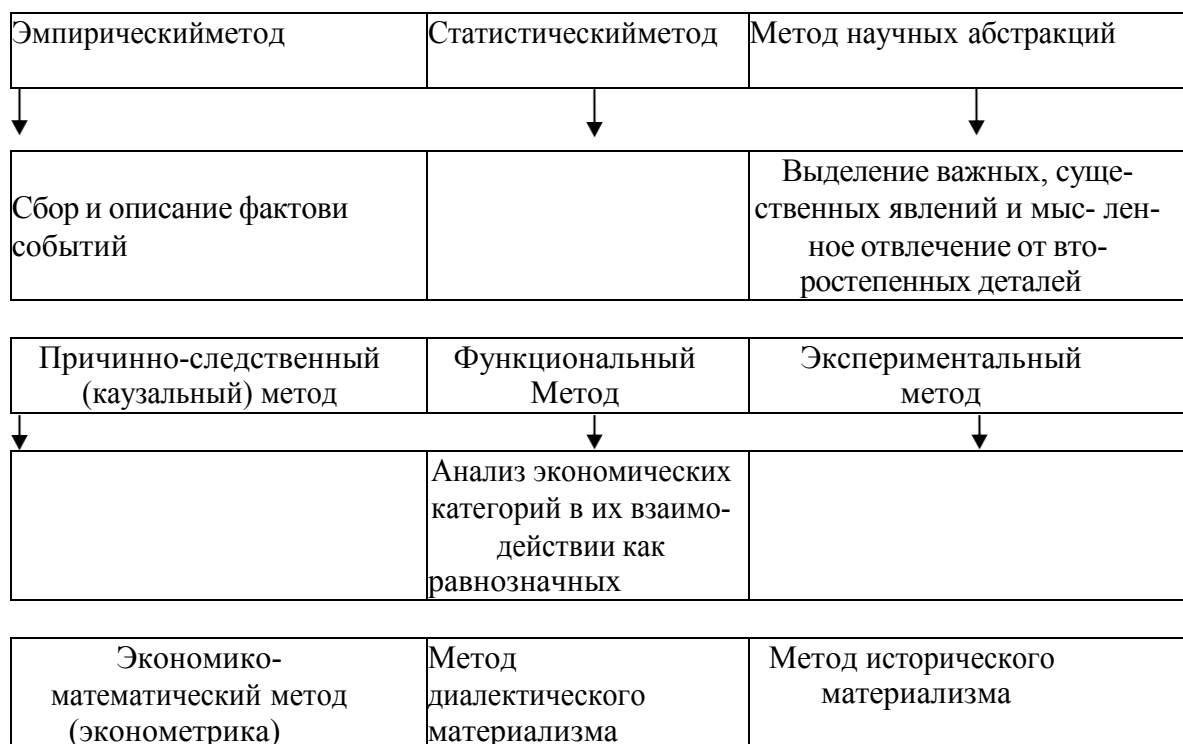 Эмпирическийметод
Статистическийметод
Метод научных абстракций
Сбор и описание фактови
событий
Выделение важных, суще-
ственных явлений и мыс- лен-
ное отвлечение от вто-
ростепенных деталей
Причинно-следственный
(каузальный) метод
Функциональный
Метод
Экспериментальный
метод
Анализ экономических
категорий в их взаимо-
действии как
равнозначных
Экономико-
математический метод
(эконометрика)
Метод
диалектического
материализма
Метод исторического
материализма